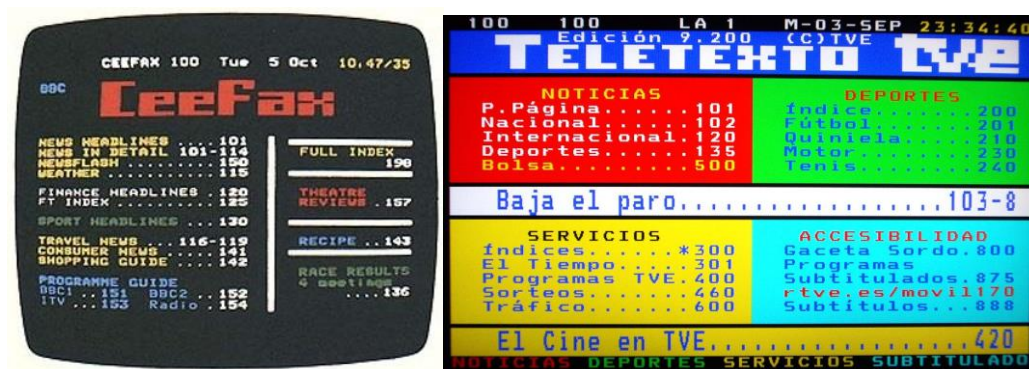 CEEFAX 100 Tue 5 Oct 10.47/35
BBC
CeeFax
NEWS HEADLINES ...101
NEWS IN DETAIL 101-114
NEWSFLASH ..........150
WEATHER ............115
FINANCE HEADLINES .120
FT INDEX ...........125
SPORT HEADLINES ...130
TRAVEL NEWS ...116-119
CONSUMER NEWS .....141
SHOPPING GUIDE ....142
PROGRAMME GUIDE
BBC1 ...151 BBC2 ..152
ITV ...153 Radio .154
FULL INDEX
198
THEATRE
REVIEWS .157
RECIPE ..143
RACE RESULTS
4 meetings
....136
100 100 LA 1 M-03-SEP 23:34:40
Edición 9.200 (C)TVE
TELETEXTO tve
NOTICIAS
P.Página.......101
Nacional.......102
Internacional.120
Deportes.......135
Bolsa..........500
DEPORTES
Índice.......200
Fútbol.......201
Quiniela.....210
Motor........230
Tenis........240
Baja el paro...................103-8
SERVICIOS
Índices.......*300
El Tiempo.....301
Programas TVE.400
Sorteos.......460
Tráfico.......600
ACCESIBILIDAD
Gaceta Sordo.800
Programas
Subtitulados.875
rtve.es/movil170
Subtítulos...888
El Cine en TVE..................420
NOTICIAS DEPORTES SERVICIOS SUBTITULADO